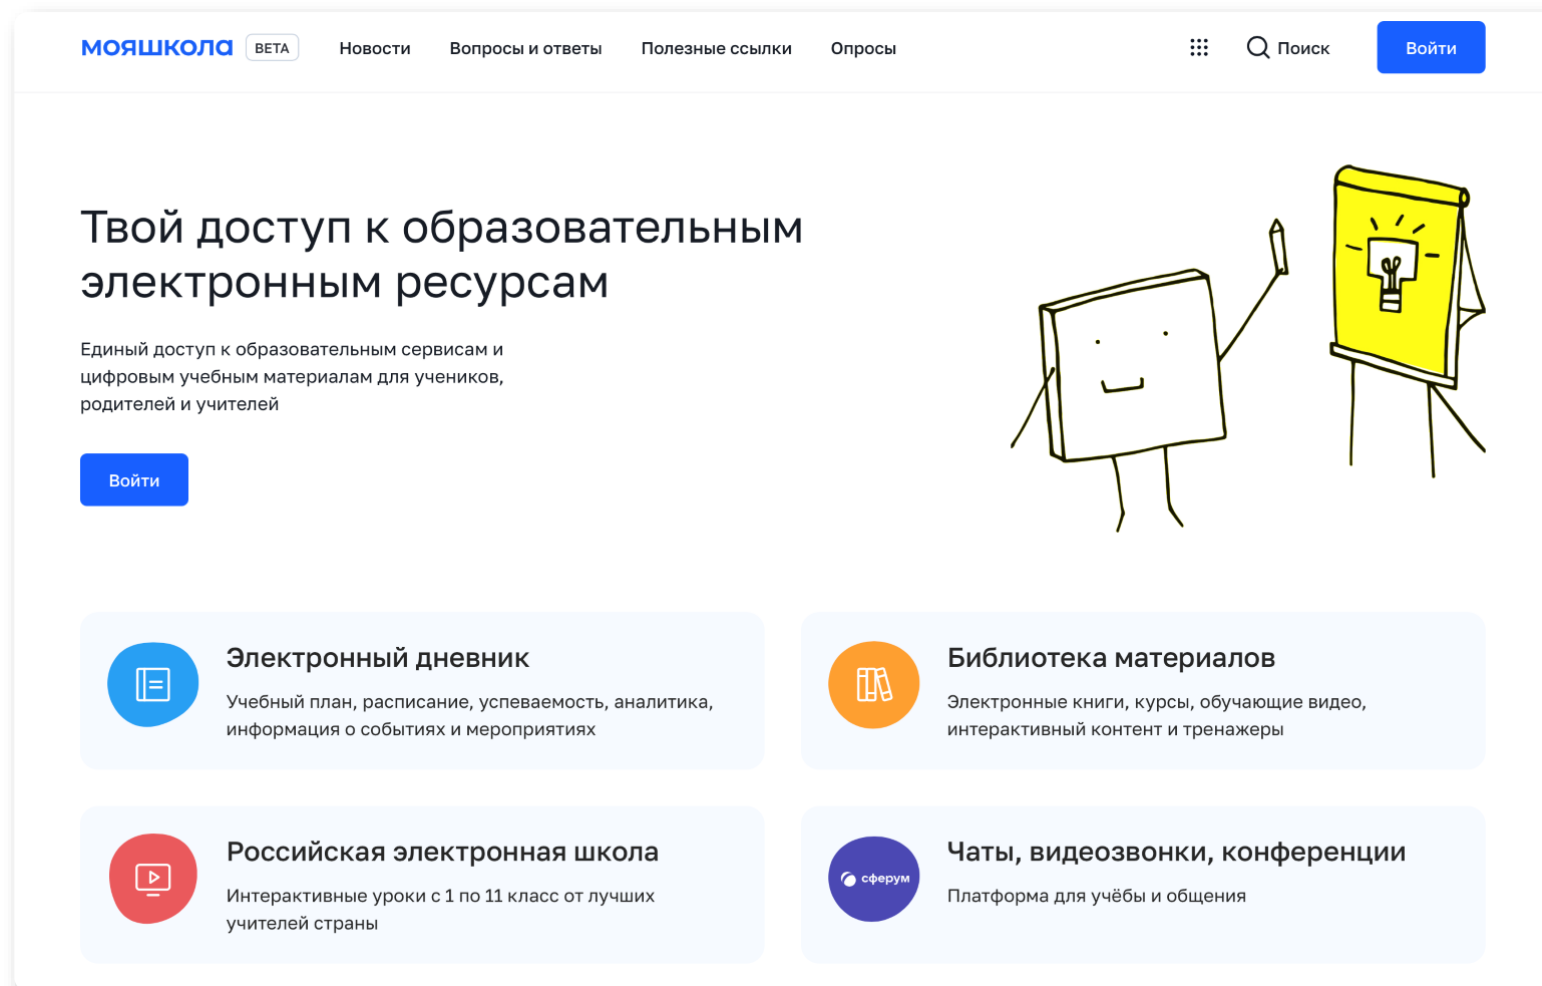 мояшкола
BETA
Новости
Вопросы и ответы
Полезные ссылки
Опросы
Поиск
Войти
Твой доступ к образовательным
электронным ресурсам
Единый доступ к образовательным сервисам и
цифровым учебным материалам для учеников,
родителей и учителей
Войти
Электронный дневник
Учебный план, расписание, успеваемость, аналитика,
информация о событиях и мероприятиях
Библиотека материалов
Электронные книги, курсы, обучающие видео,
интерактивный контент и тренажеры
Российская электронная школа
Интерактивные уроки с 1 по 11 класс от лучших
учителей страны
сферум
Чаты, видеозвонки, конференции
Платформа для учёбы и общения